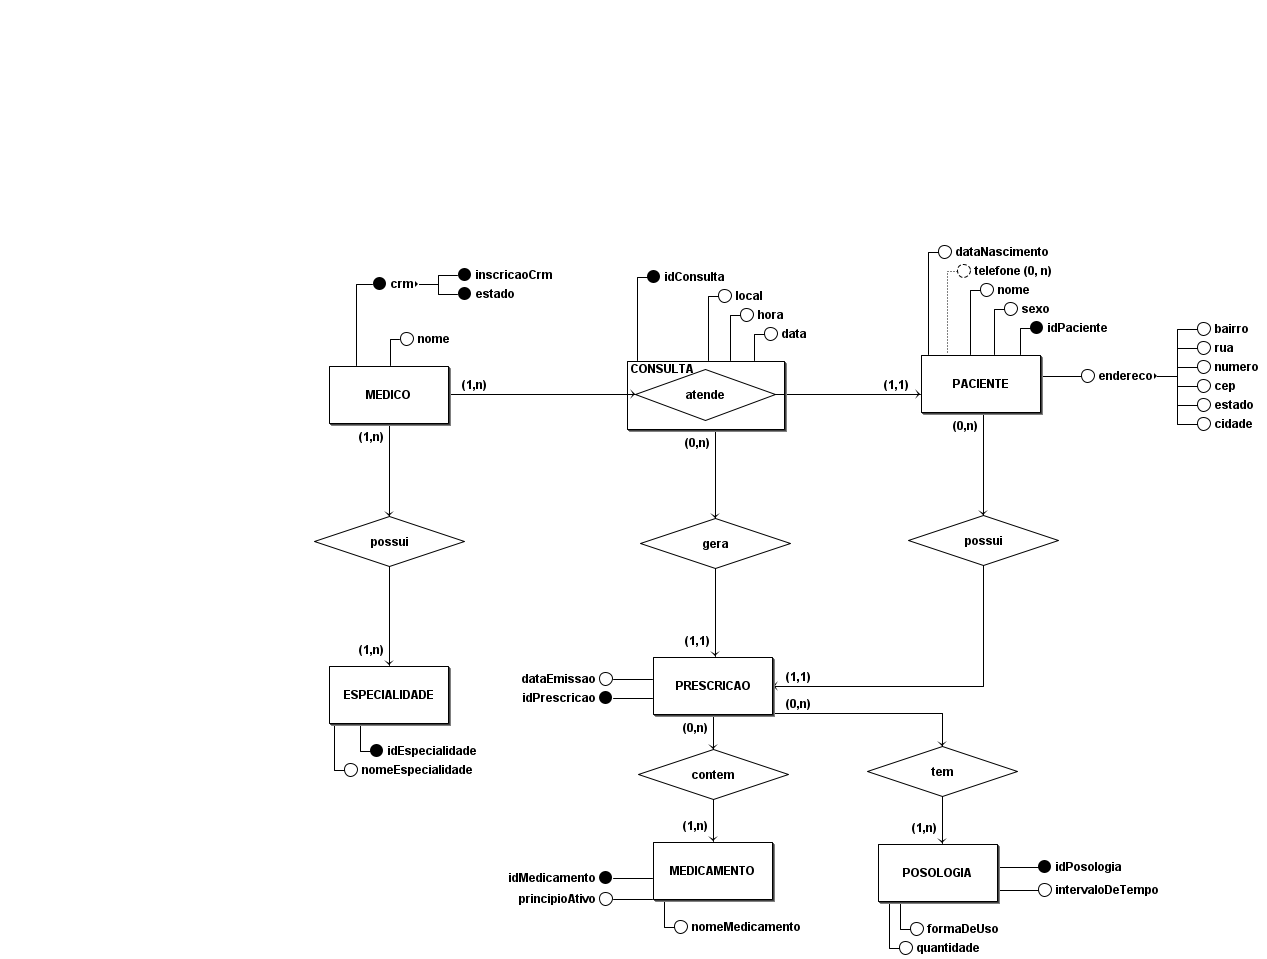 dataNascimento
telefone (0, n)
idConsulta
inscricaoCrm
crm
estado
nome
local
sexo
hora
idPaciente
data
bairro
nome
rua
CONSULTA
numero
MEDICO
(1,n)
atende
(1,1)
PACIENTE
endereco
cep
estado
cidade
(1,n)
(0,n)
(0,n)
possui
gera
possui
(1,n)
(1,1)
dataEmissao
(1,1)
ESPECIALIDADE
idPrescricao
PRESCRICAO
(0,n)
(0,n)
idEspecialidade
nomeEspecialidade
contem
tem
(1,n)
(1,n)
idMedicamento
MEDICAMENTO
POSOLOGIA
idPosologia
principioAtivo
intervaloDeTempo
nomeMedicamento
formaDeUso
quantidade